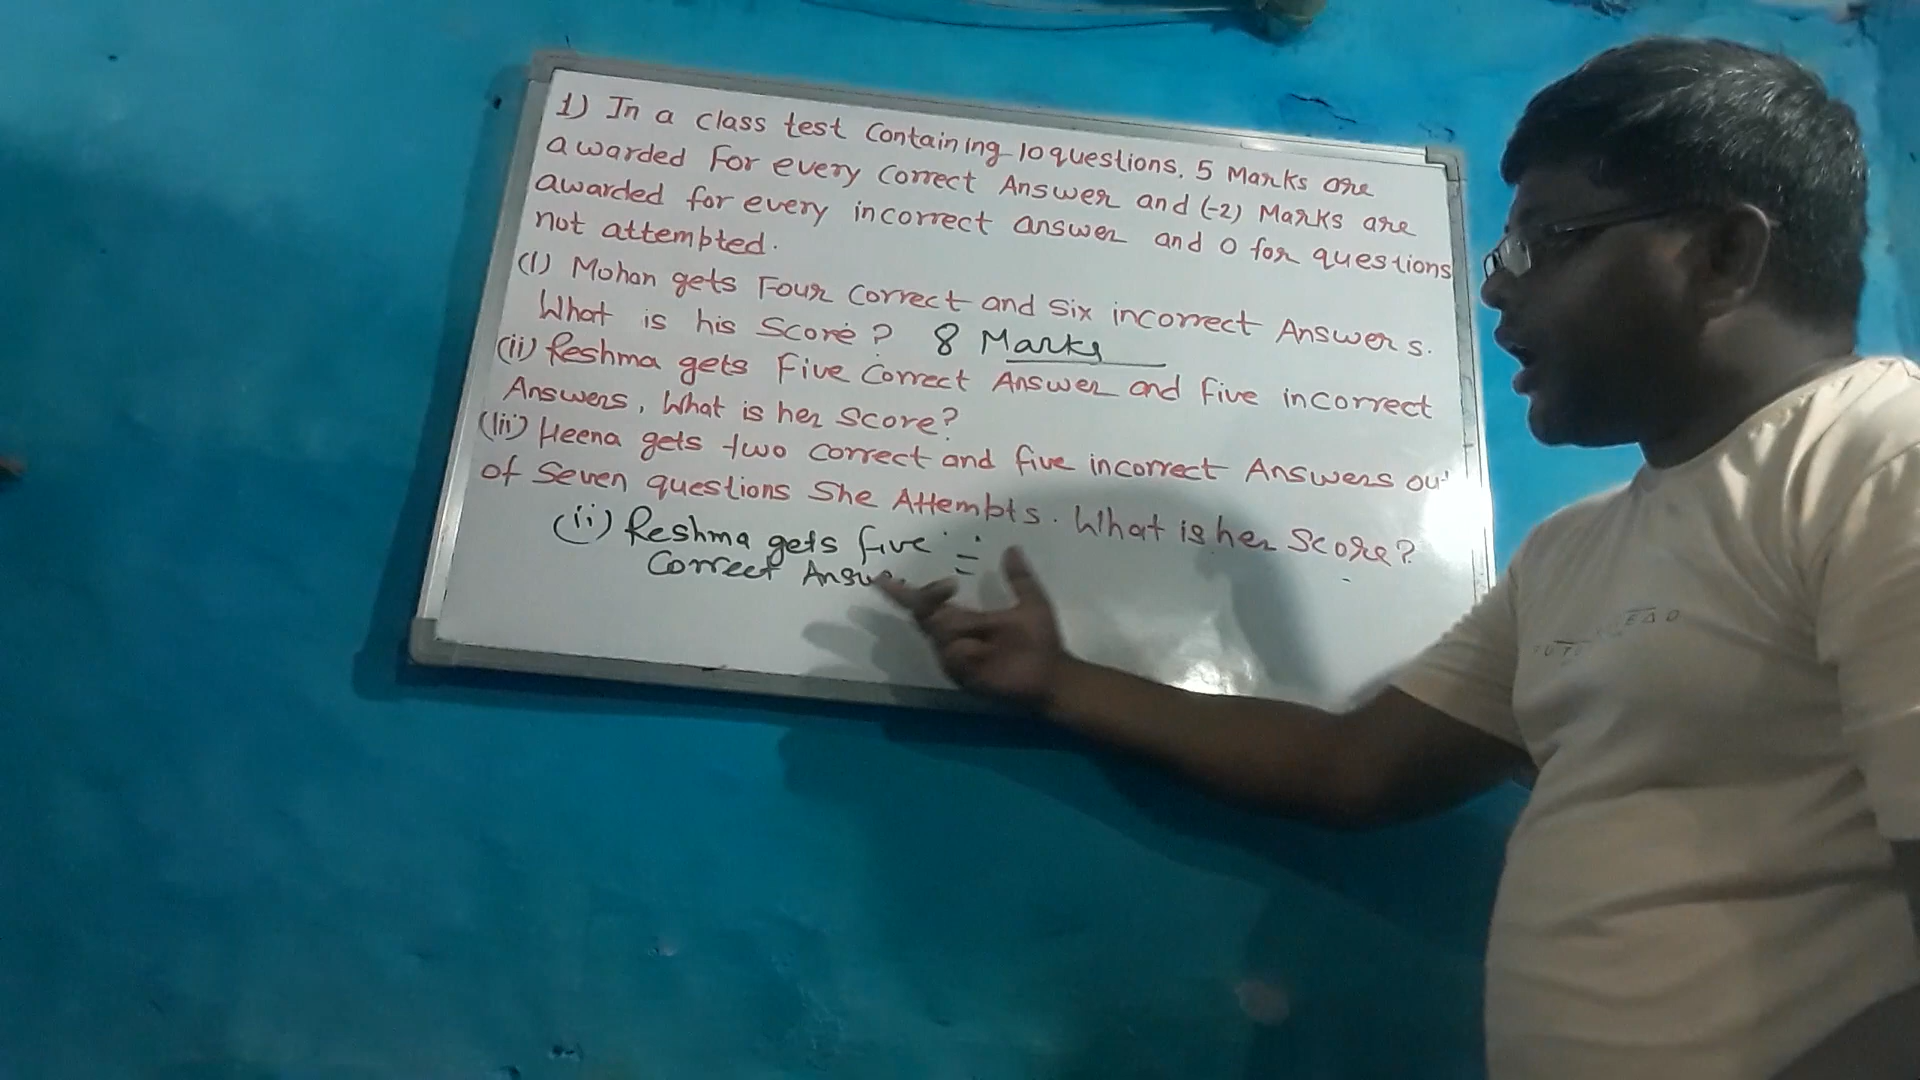 1) In a class test Containing 10 questions. 5 Marks are
awarded For every Correct Answer and (-2) Marks are
awarded for every incorrect answer and 0 for questions
not attempted.
(I) Mohan gets Four Correct and Six incorrect Answers.
What is his Score? 8 Marks
(ii) Reshma gets Five Correct Answer and five incorrect
Answers, What is her Score?
(iii) Heena gets two correct and five incorrect Answers ou
of Seven questions She Attempts. What is her Score?
(ii) Reshma gets five =
Correct